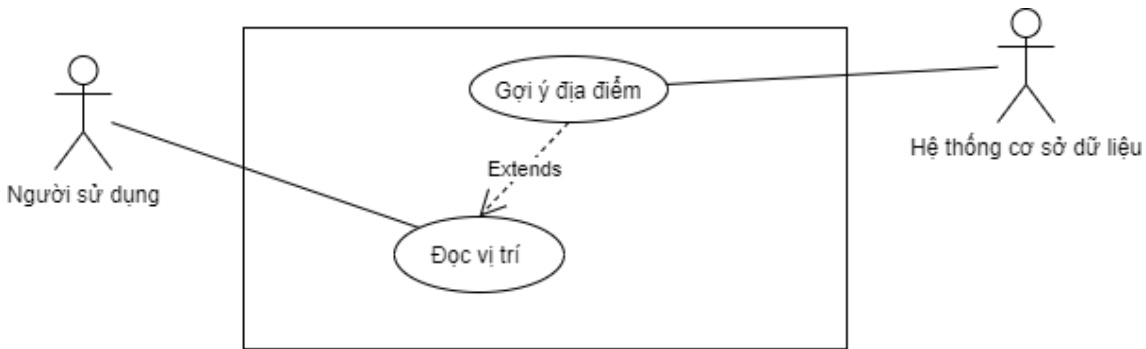 Gợi ý địa điểm
Hệ thống cơ sở dữ liệu
Extends
Người sử dụng
Đọc vị trí